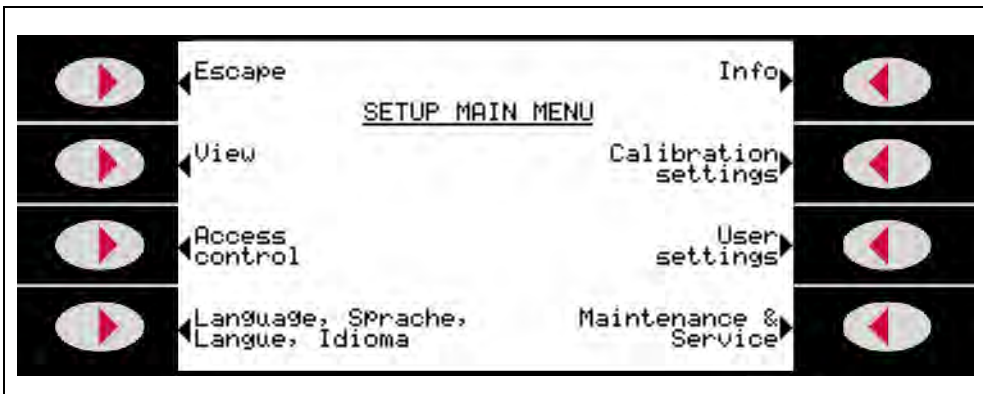 Escape
Info
SETUP MAIN MENU
View
Calibration
settings
Access
control
User
settings
Language, Sprache,
Langue, Idioma
Maintenance &
Service